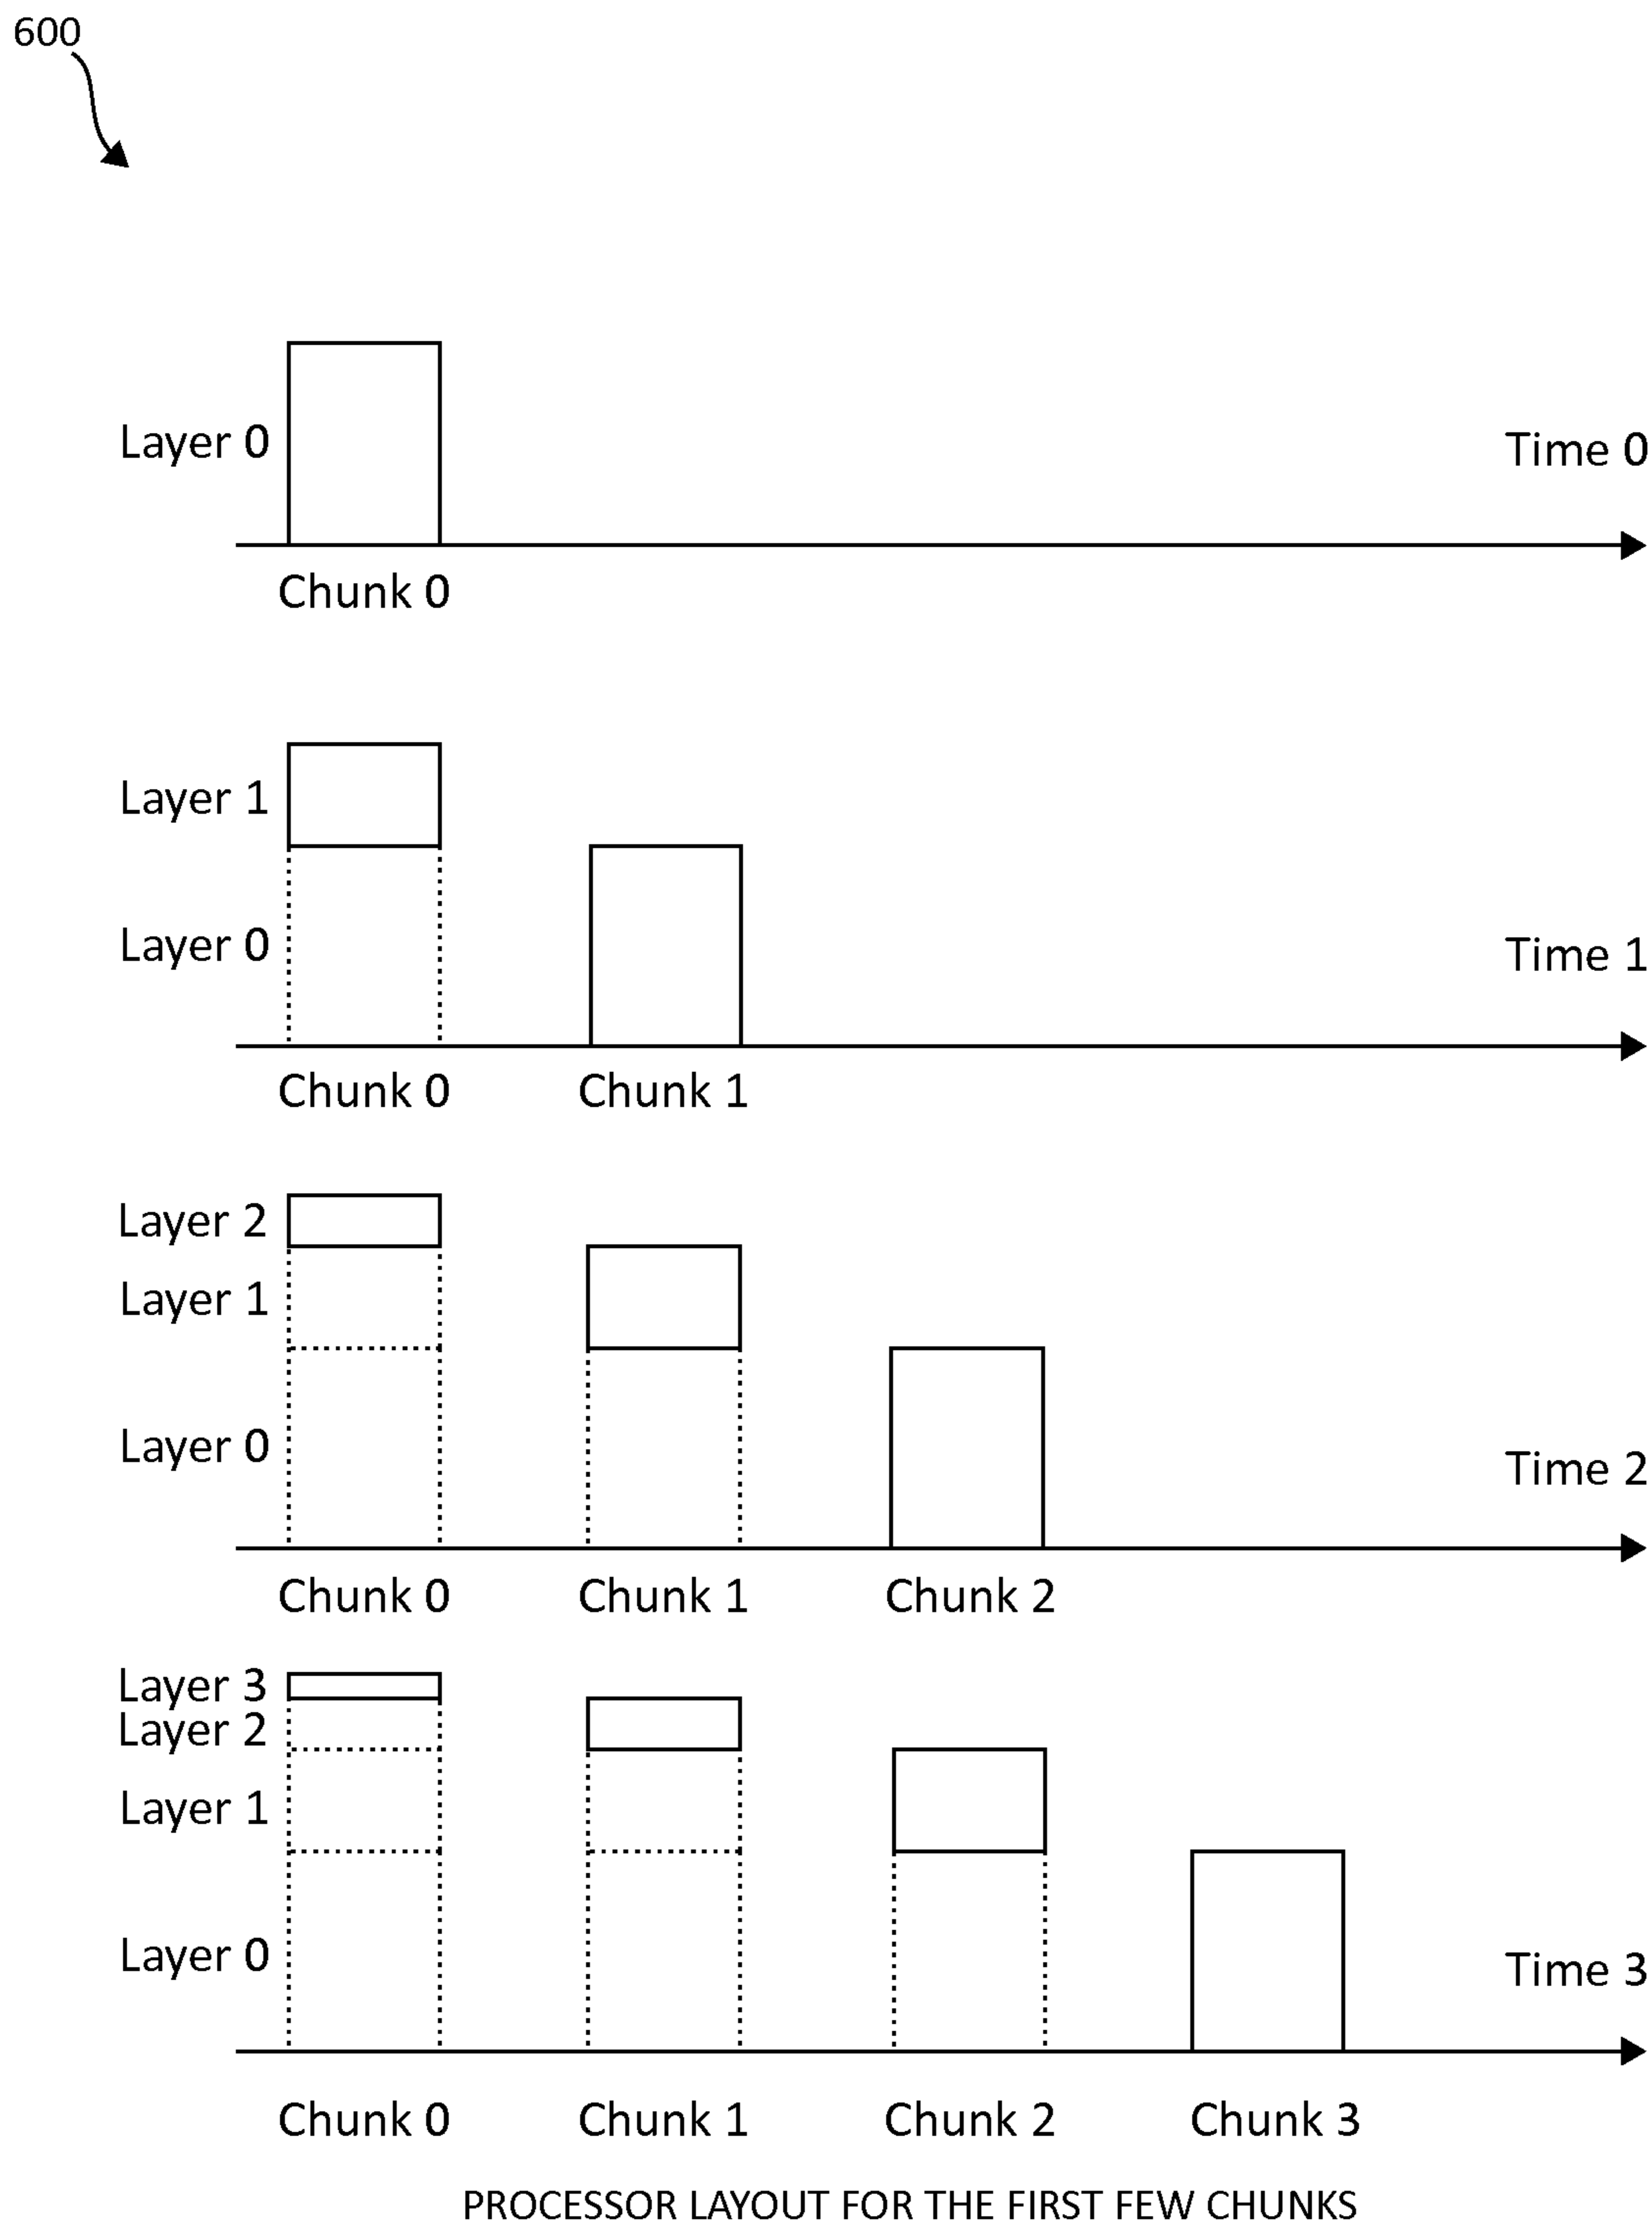 600
Layer 0
Time 0
Chunk 0
Layer 1
Layer 0
Time 1
Chunk 0 Chunk 1
Layer 2
Layer 1
Layer 0
Time 2
Chunk 0 Chunk 1 Chunk 2
Layer 3
Layer 2
Layer 1
Layer 0
Time 3
Chunk 0 Chunk 1 Chunk 2 Chunk 3
PROCESSOR LAYOUT FOR THE FIRST FEW CHUNKS